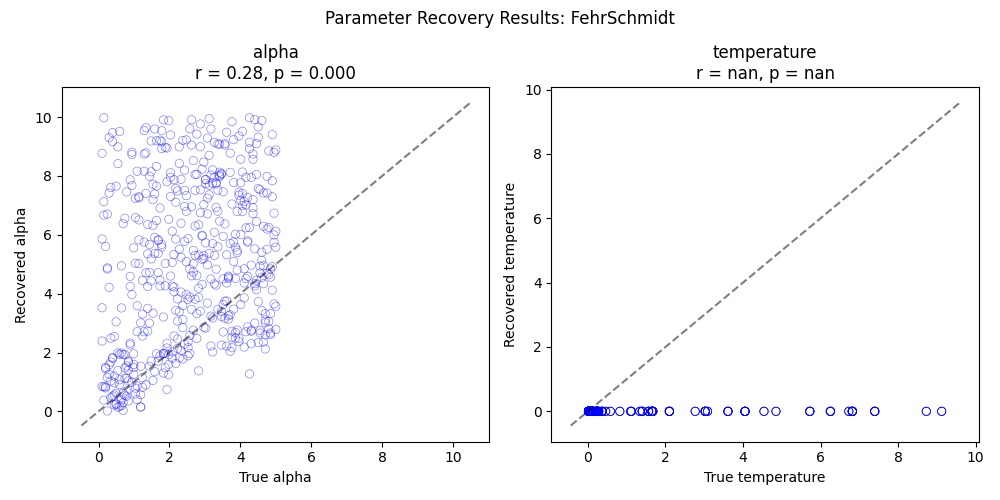 Parameter Recovery Results: FehrSchmidt
alpha
r = 0.28, p = 0.000
Recovered alpha
10
8
6
4
2
0
0
2
4
6
8
10
True alpha
temperature
r = nan, p = nan
Recovered temperature
10
8
6
4
2
0
0
2
4
6
8
10
True temperature